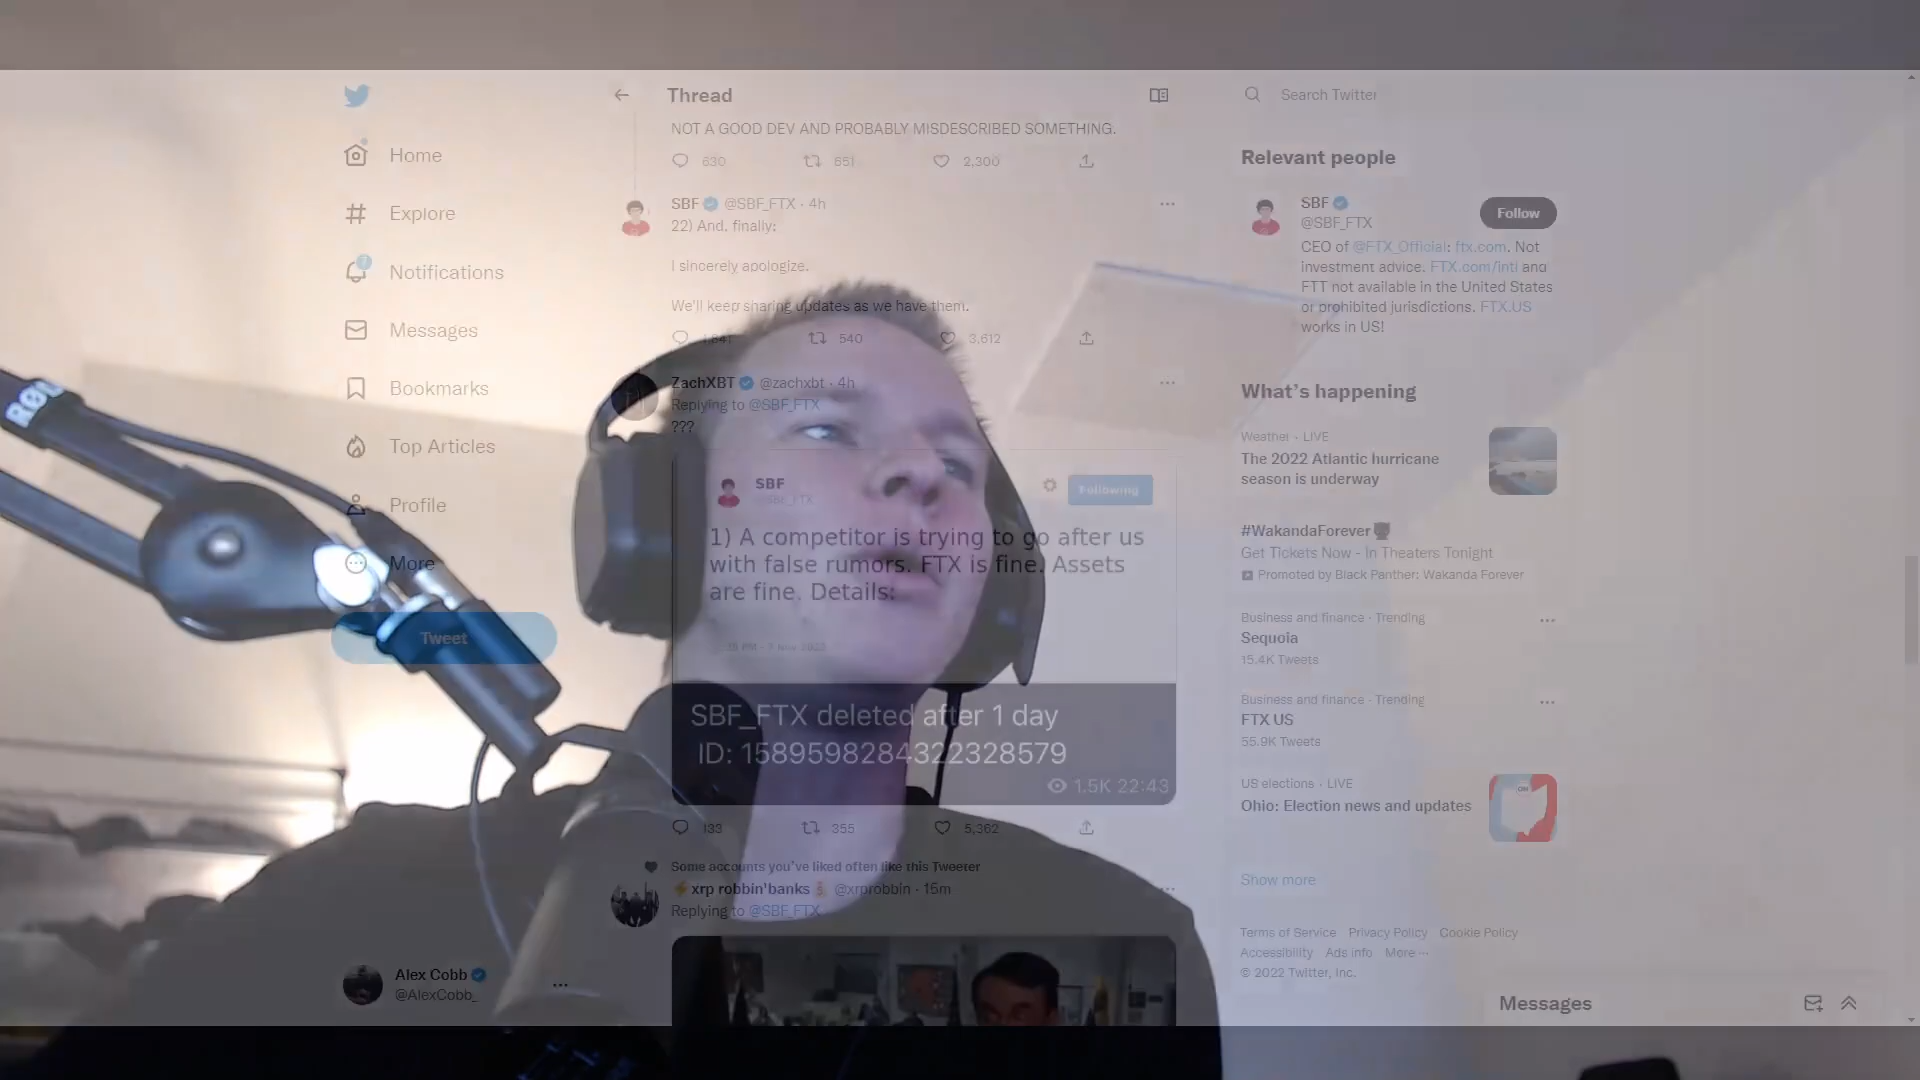 Thread
Search Twitter
NOT A GOOD DEV AND PROBABLY MISDESCRIBED SOMETHING.
630 651 2,300
Home
Explore
Notifications
Messages
Bookmarks
Top Articles
Profile
More
Tweet
Alex Cobb
@AlexCobb_
SBF @SBF_FTX · 4h
22) And, finally:
I sincerely apologize.
We'll keep sharing updates as we have them.
540 3,612
ZachXBT @zachxbt · 4h
Replying to @SBF_FTX
???
SBF
@SBF_FTX
Following
1) A competitor is trying to go after us
with false rumors. FTX is fine. Assets
are fine. Details:
SBF_FTX deleted after 1 day
ID: 1589598284322328579
1.5K 22:43
133 355 5,362
Some accounts you've liked often like this Tweeter
xrp robbin'banks @xrprobbin · 15m
Replying to @SBF_FTX
Relevant people
SBF
@SBF_FTX
Follow
CEO of @FTX_Official: ftx.com. Not
investment advice. FTX.com/intl and
FTT not available in the United States
or prohibited jurisdictions. FTX.US
works in US!
What's happening
Weather · LIVE
The 2022 Atlantic hurricane
season is underway
#WakandaForever
Get Tickets Now - In Theaters Tonight
Promoted by Black Panther: Wakanda Forever
Business and finance · Trending
Sequoia
15.4K Tweets
Business and finance · Trending
FTX US
55.9K Tweets
US elections · LIVE
Ohio: Election news and updates
Show more
Terms of Service Privacy Policy Cookie Policy
Accessibility Ads info More ···
© 2022 Twitter, Inc.
Messages